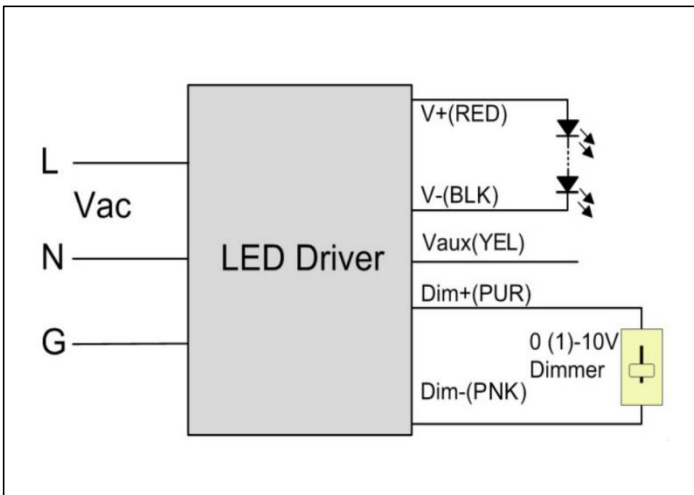 L
Vac
N
G
LED Driver
V+(RED)
V-(BLK)
Vaux(YEL)
Dim+(PUR)
0 (1)-10V
Dimmer
Dim-(PNK)